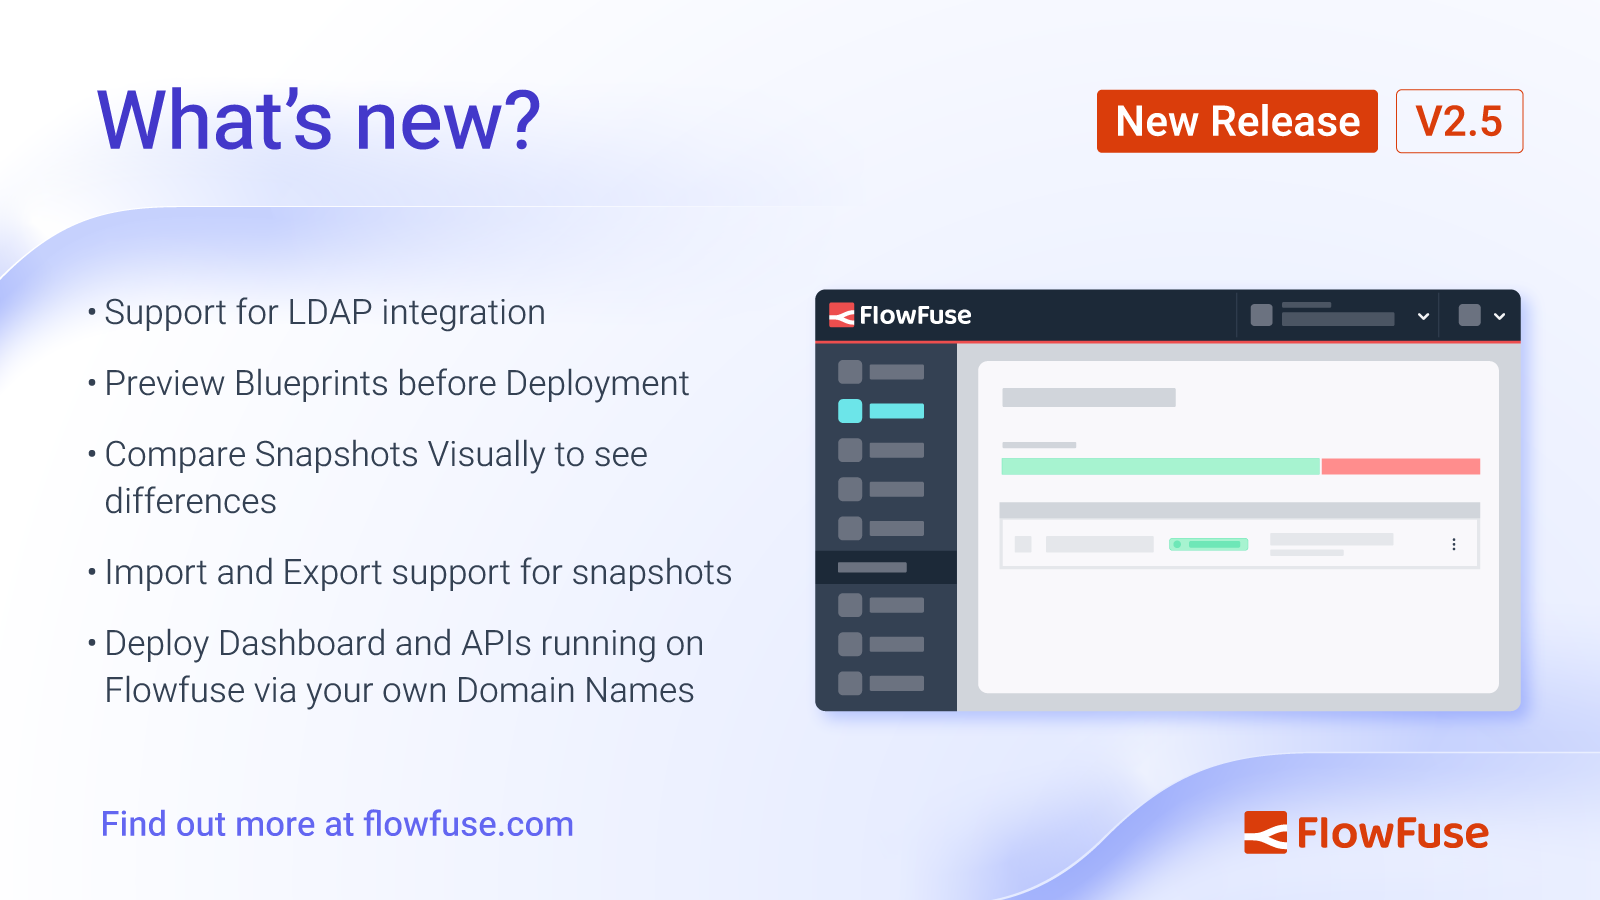 What’s new?
New Release
V2.5
• Support for LDAP integration
• Preview Blueprints before Deployment
• Compare Snapshots Visually to see
differences
• Import and Export support for snapshots
• Deploy Dashboard and APIs running on
Flowfuse via your own Domain Names
FlowFuse
Find out more at flowfuse.com
FlowFuse